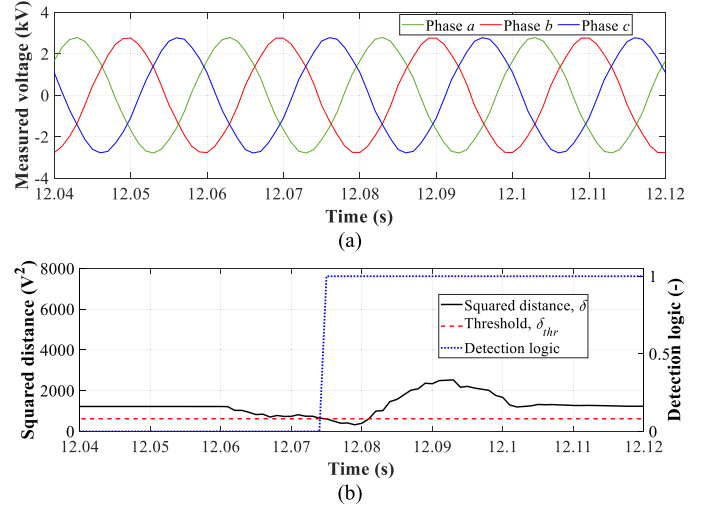 Measured voltage (kV)
4
2
0
-2
-4
Phase a Phase b Phase c
12.04 12.05 12.06 12.07 12.08 12.09 12.1 12.11 12.12
Time (s)
(a)
Squared distance (V²)
8000
6000
4000
2000
0
Squared distance, δ
Threshold, δ_thr
Detection logic
1
0.5
0
Detection logic (-)
12.04 12.05 12.06 12.07 12.08 12.09 12.1 12.11 12.12
Time (s)
(b)